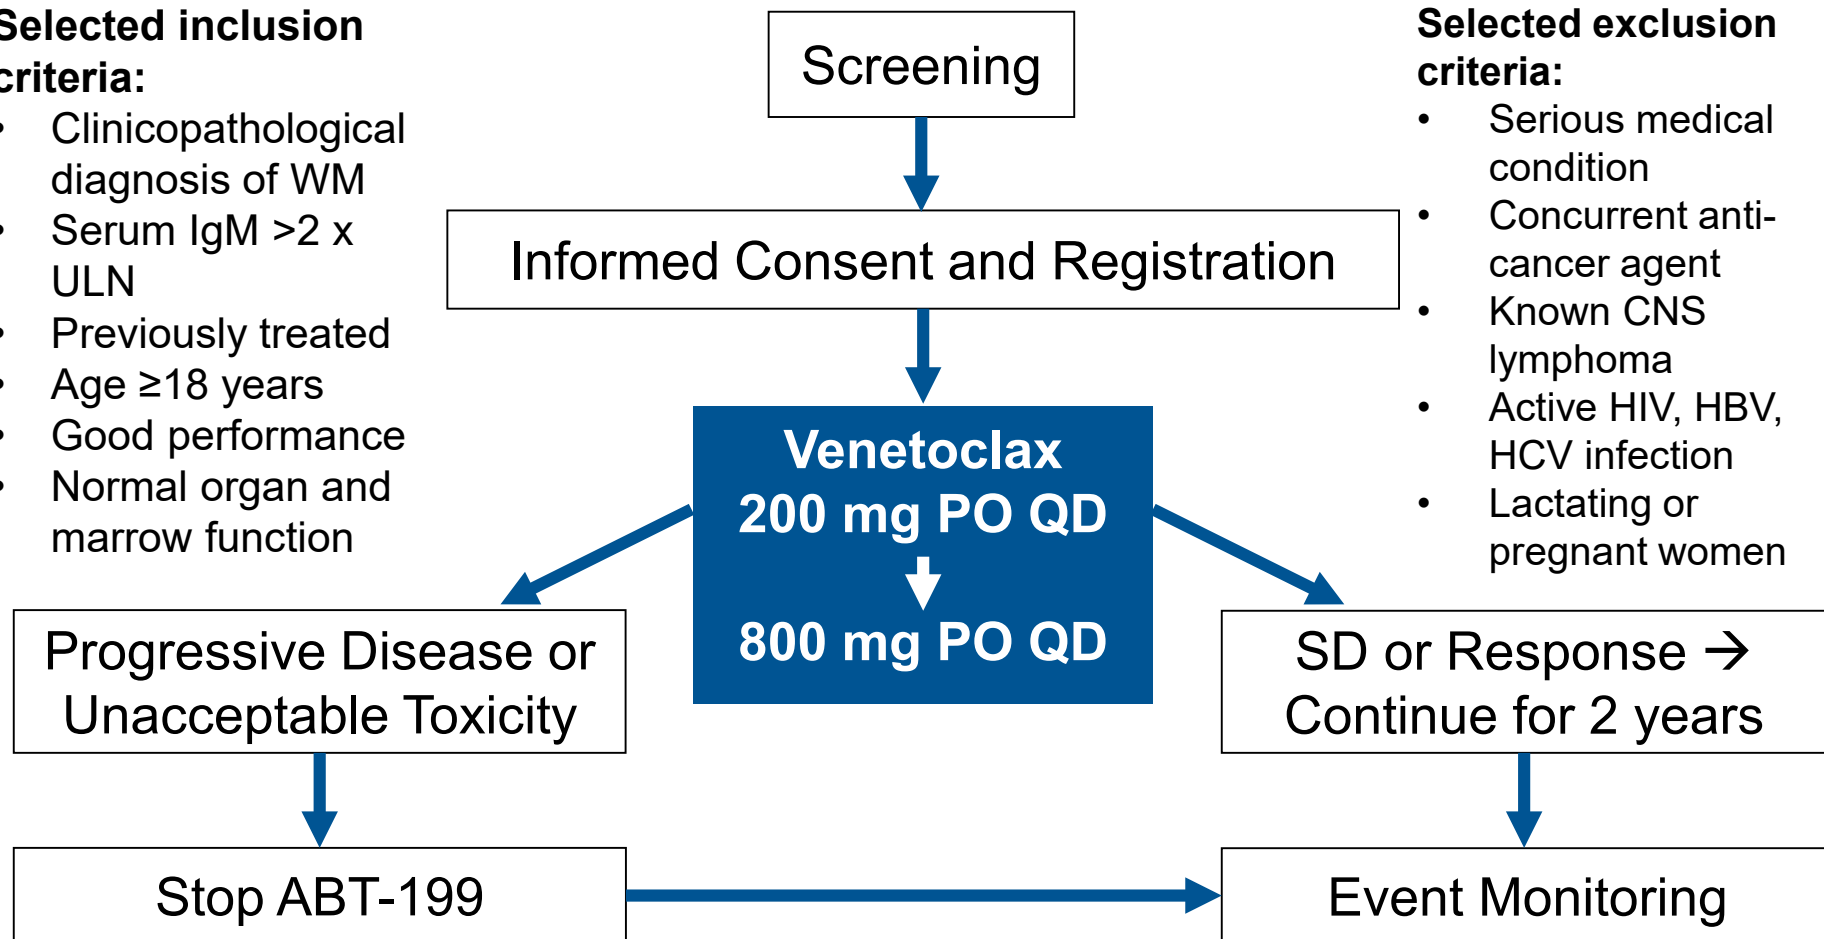 Selected inclusion
criteria:
• Clinicopathological
diagnosis of WM
• Serum IgM >2 x
ULN
• Previously treated
• Age ≥18 years
• Good performance
• Normal organ and
marrow function
Screening
Informed Consent and Registration
Venetoclax
200 mg PO QD
800 mg PO QD
Selected exclusion
criteria:
• Serious medical
condition
• Concurrent anti-
cancer agent
• Known CNS
lymphoma
• Active HIV, HBV,
HCV infection
• Lactating or
pregnant women
Progressive Disease or
Unacceptable Toxicity
SD or Response →
Continue for 2 years
Stop ABT-199
Event Monitoring